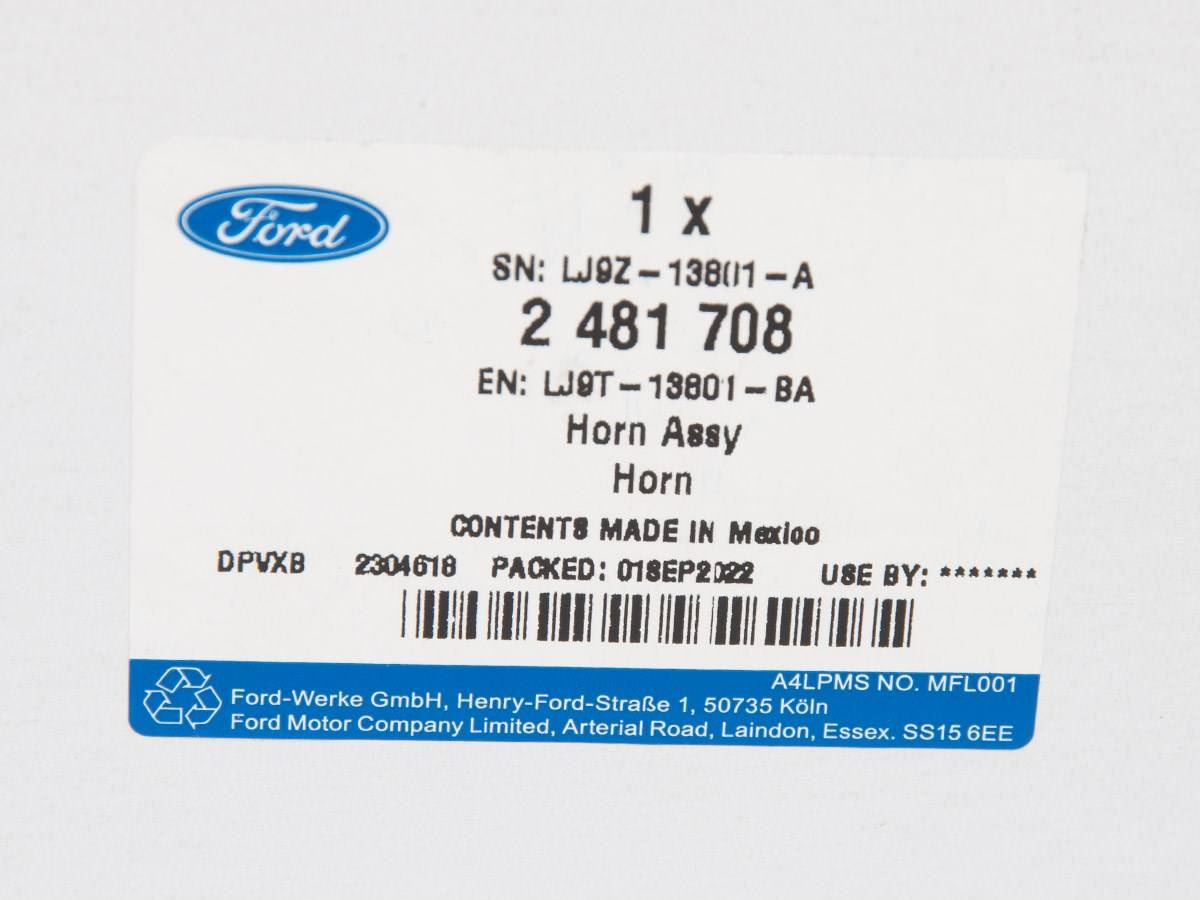 Ford
1 x
SN: LJ9Z-13801-A
2 481 708
EN: LJ9T-13801-BA
Horn Assy
Horn
CONTENTS MADE IN Mexico
DPVXB 2304618 PACKED: 01SEP2022 USE BY: *******
A4LPMS NO. MFL001
Ford-Werke GmbH, Henry-Ford-Straße 1, 50735 Köln
Ford Motor Company Limited, Arterial Road, Laindon, Essex. SS15 6EE